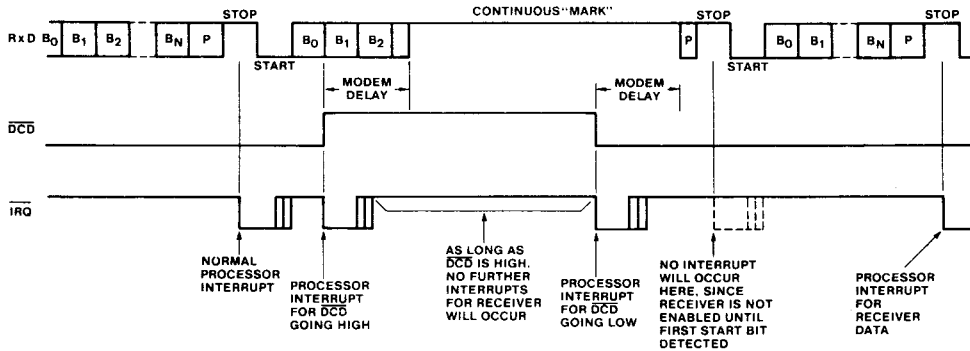 STOP
CONTINUOUS"MARK"
STOP
STOP
RxD B0 B1 B2 BN P B0 B1 B2 P B0 B1 BN P
START
START
MODEM
DELAY
MODEM
DELAY
DCD
IRQ
NORMAL
PROCESSOR
INTERRUPT
PROCESSOR
INTERRUPT
FOR DCD
GOING HIGH
AS LONG AS
DCD IS HIGH,
NO FURTHER
INTERRUPTS
FOR RECEIVER
WILL OCCUR
PROCESSOR
INTERRUPT
FOR DCD
GOING LOW
NO INTERRUPT
WILL OCCUR
HERE, SINCE
RECEIVER IS NOT
ENABLED UNTIL
FIRST START BIT
DETECTED
PROCESSOR
INTERRUPT
FOR
RECEIVER
DATA